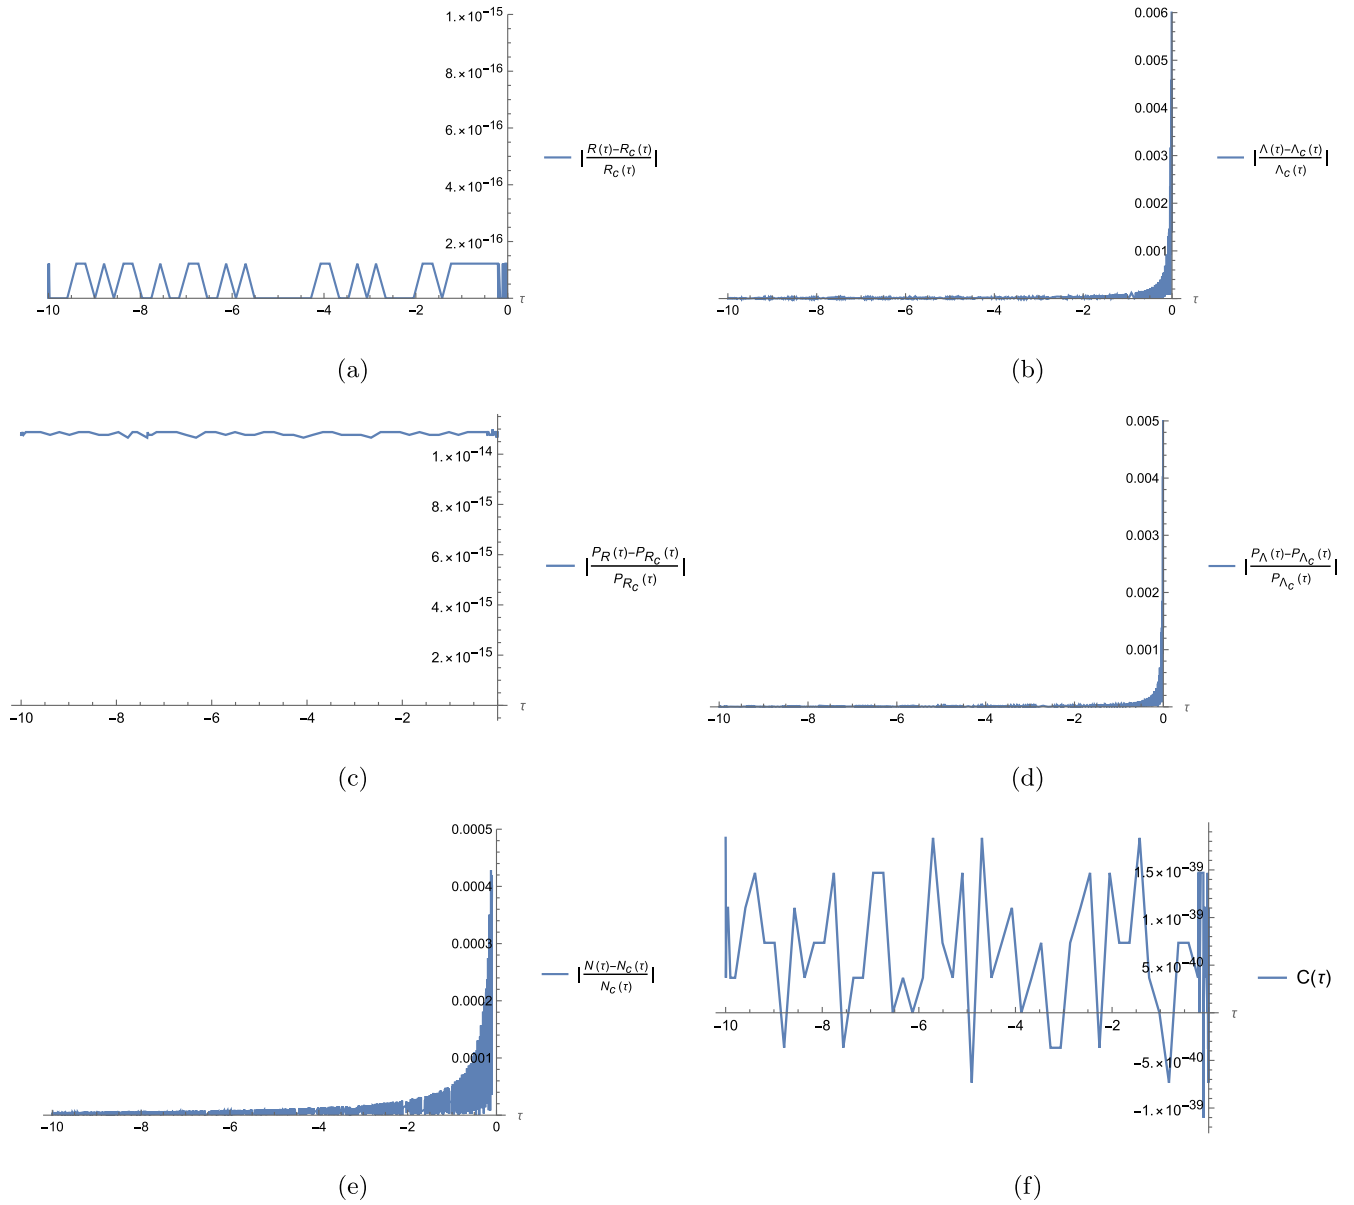 1.×10^-15
8.×10^-16
6.×10^-16
4.×10^-16
2.×10^-16
-10 -8 -6 -4 -2 0 τ
|R(τ)-R_c(τ) / R_c(τ)|
(a)
0.006
0.005
0.004
0.003
0.002
0.001
-10 -8 -6 -4 -2 0 τ
|Λ(τ)-Λ_c(τ) / Λ_c(τ)|
(b)
1.×10^-14
8.×10^-15
6.×10^-15
4.×10^-15
2.×10^-15
-10 -8 -6 -4 -2 τ
|P_R(τ)-P_{R_c}(τ) / P_{R_c}(τ)|
(c)
0.005
0.004
0.003
0.002
0.001
-10 -8 -6 -4 -2 0 τ
|P_Λ(τ)-P_{Λ_c}(τ) / P_{Λ_c}(τ)|
(d)
0.0005
0.0004
0.0003
0.0002
0.0001
-10 -8 -6 -4 -2 0 τ
|N(τ)-N_c(τ) / N_c(τ)|
(e)
1.5×10^-39
1.×10^-39
5.×10^-40
-10 -8 -6 -4 -2 τ
-5.×10^-40
-1.×10^-39
C(τ)
(f)